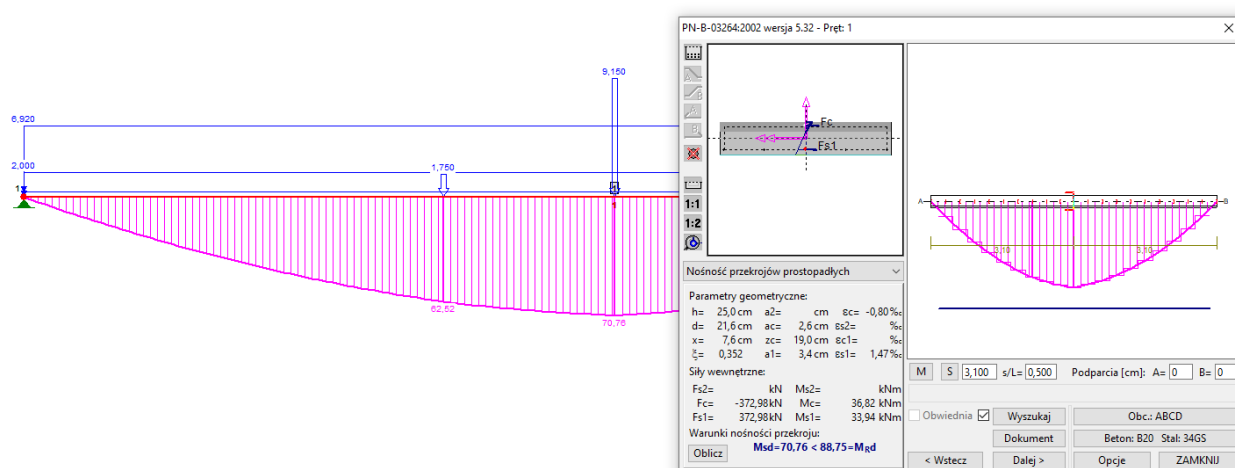 PN-B-03264:2002 wersja 5.32 - Pręt: 1
9,150
6,920
2,000
1,750
1
1
62,52
70,76
Fc
Fs1
1:1
1:2
Nośność przekrojów prostopadłych
Parametry geometryczne:
h= 25,0 cm a2= cm εc= -0,80 ‰
d= 21,6 cm ac= 2,6 cm εs2= ‰
x= 7,6 cm zc= 19,0 cm εc1= ‰
ξ= 0,352 a1= 3,4 cm εs1= 1,47 ‰
Siły wewnętrzne:
Fs2= kN Ms2= kNm
Fc= -372,98 kN Mc= 36,82 kNm
Fs1= 372,98 kN Ms1= 33,94 kNm
Warunki nośności przekroju:
Oblicz Msd=70,76 < 88,75=MRd
A B
3,10 3,10
M S 3,100 s/L= 0,500 Podparcia [cm]: A= 0 B= 0
Obwiednia Wyszukaj Obc.: ABCD
Dokument Beton: B20 Stal: 34GS
< Wstecz Dalej > Opcje ZAMKNIJ